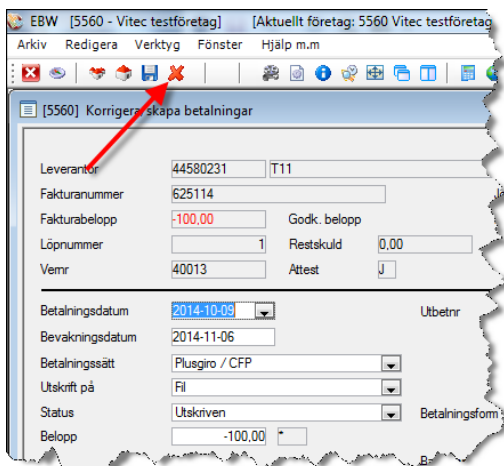 EBW [5560 - Vitec testföretag] [Aktuellt företag: 5560 Vitec testföretag
Arkiv Redigera Verktyg Fönster Hjälp m.m
[5560] Korrigera/skapa betalningar
Leverantör 44580231 T11
Fakturanummer 625114
Fakturabelopp -100,00 Godk. belopp
Löpnummer 1 Restskuld 0,00
Vernr 40013 Attest J
Betalningsdatum 2014-10-09 Utbetnr
Bevakningsdatum 2014-11-06
Betalningssätt Plusgiro / CFP
Utskrift på Fil
Status Utskriven Betalningsform
Belopp -100,00 *